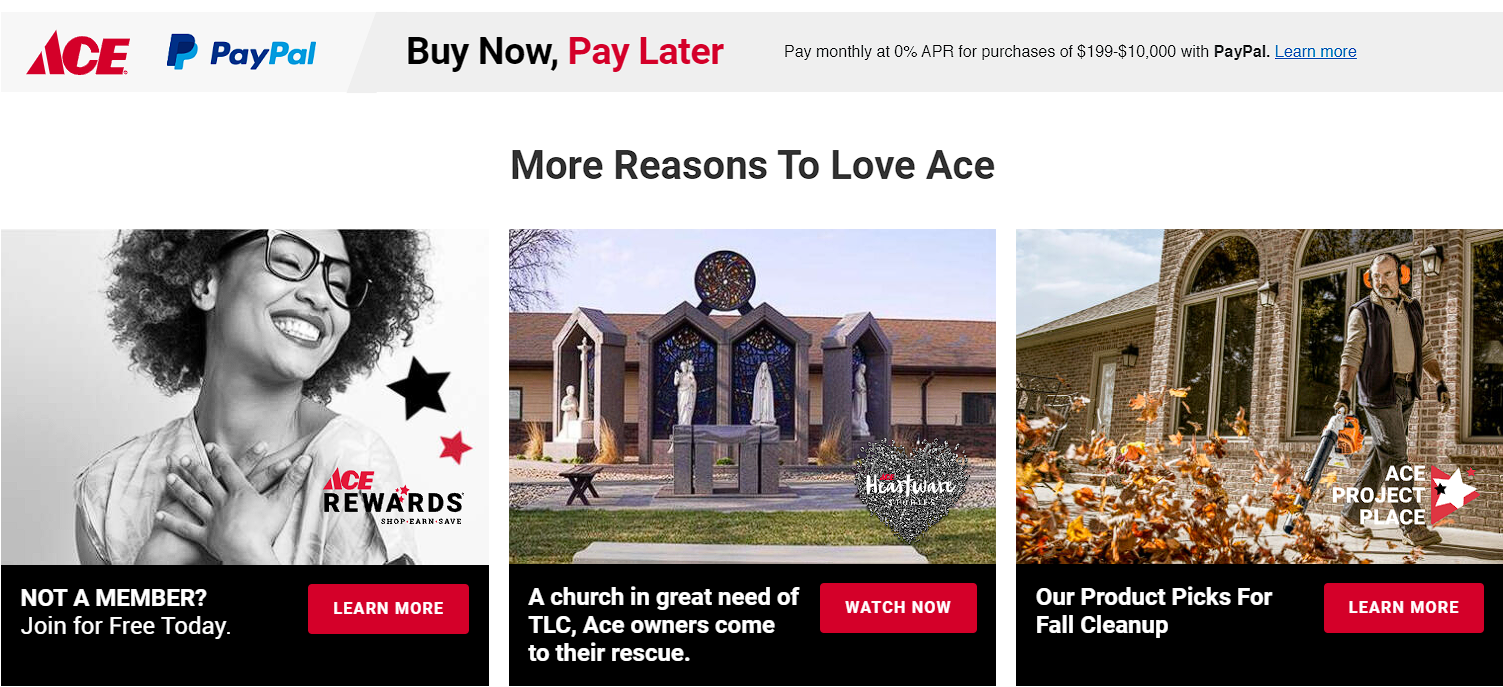 ACE
PayPal
Buy Now, Pay Later
Pay monthly at 0% APR for purchases of $199-$10,000 with PayPal. Learn more
More Reasons To Love Ace
ACE
REWARDS
SHOP·EARN·SAVE
NOT A MEMBER?
Join for Free Today.
LEARN MORE
Heartware
A church in great need of
TLC, Ace owners come
to their rescue.
WATCH NOW
ACE
PROJECT
PLACE
Our Product Picks For
Fall Cleanup
LEARN MORE